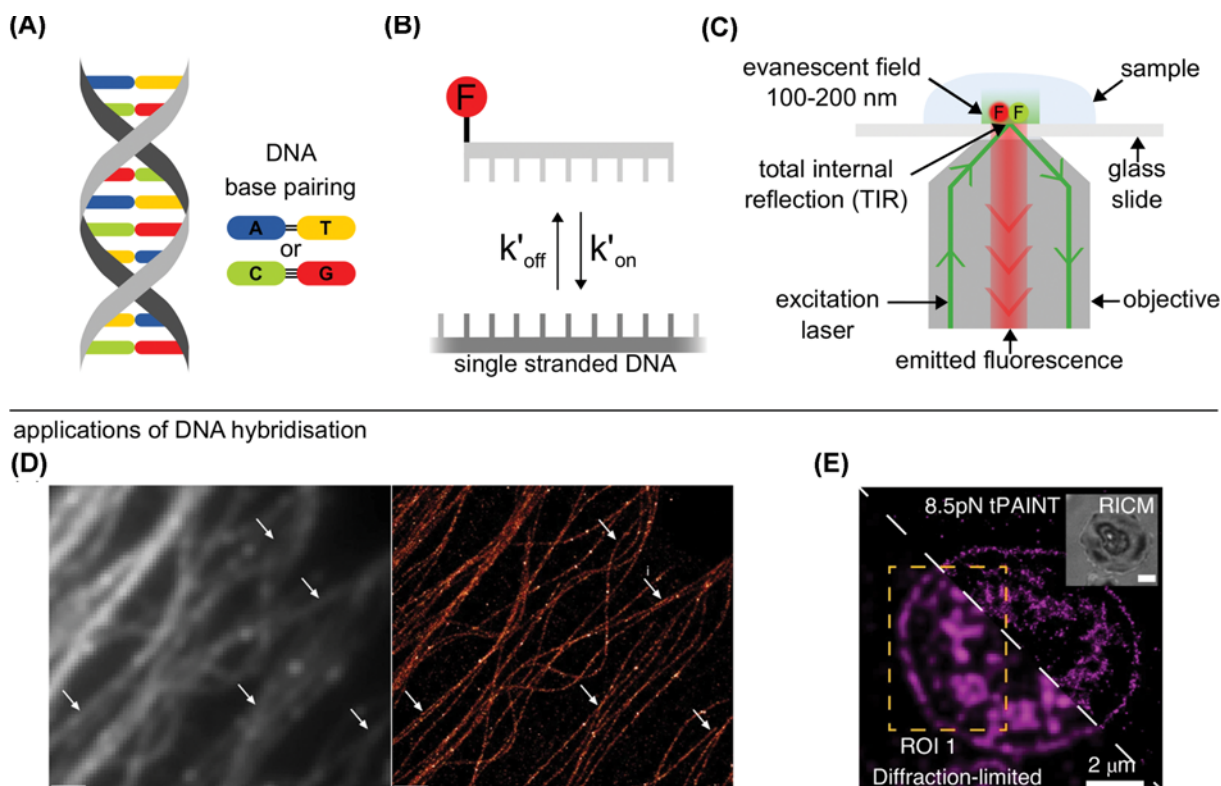 (A)
DNA
base pairing
A T
or
C G
(B)
F
k'off k'on
single stranded DNA
(C)
evanescent field
100-200 nm
sample
F F
total internal
reflection (TIR)
glass
slide
excitation
laser
objective
emitted fluorescence
applications of DNA hybridisation
(D)
i
(E)
8.5pN tPAINT
RICM
ROI 1
2 μm
Diffraction-limited